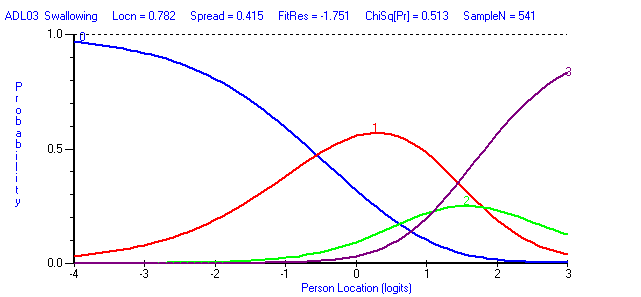 ADL03 Swallowing Locn = 0.782 Spread = 0.415 FitRes = -1.751 ChiSq[Pr] = 0.513 SampleN = 541
1.0
0
3
Probability
1
0.5
2
0.0
-4 -3 -2 -1 0 1 2 3
Person Location (logits)